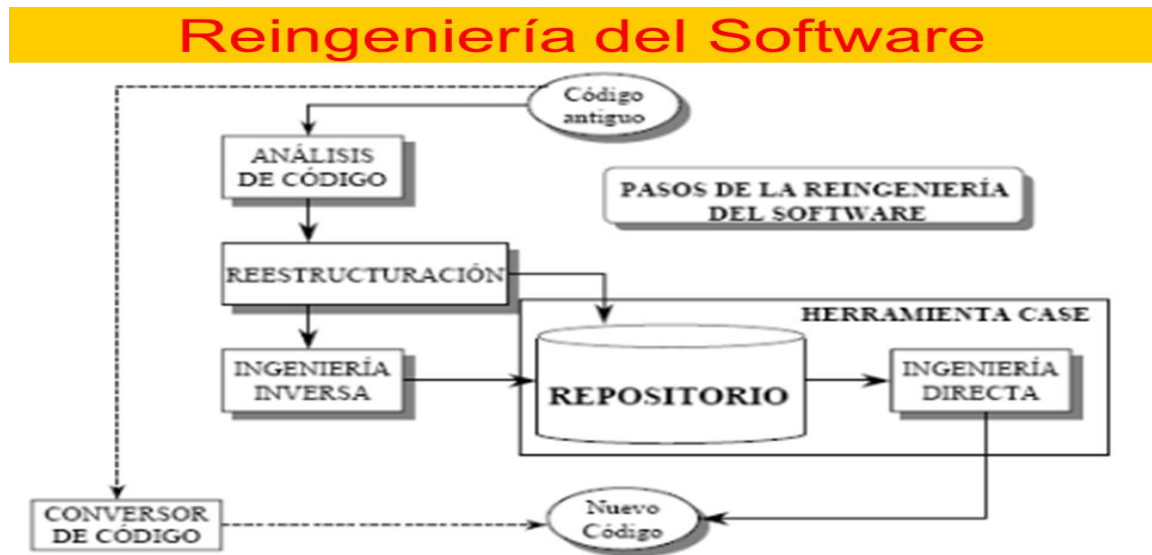 Reingeniería del Software
Código
antiguo
ANÁLISIS
DE CÓDIGO
PASOS DE LA REINGENIERÍA
DEL SOFTWARE
REESTRUCTURACIÓN
HERRAMIENTA CASE
INGENIERÍA
INVERSA
REPOSITORIO
INGENIERÍA
DIRECTA
CONVERSOR
DE CÓDIGO
Nuevo
Código